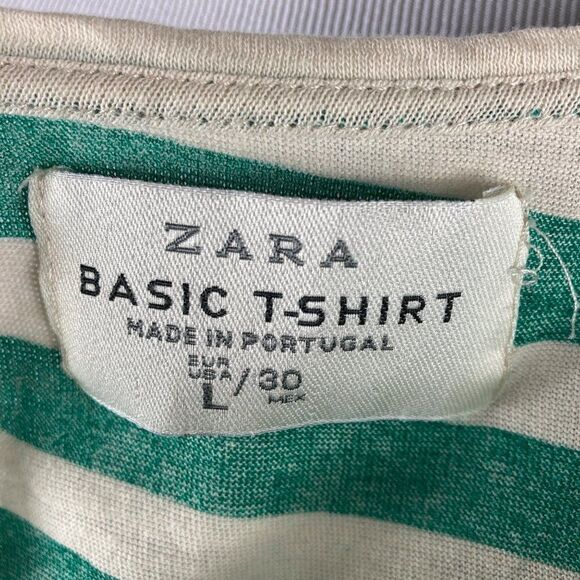 ZARA
BASIC T-SHIRT
MADE IN PORTUGAL
EUR
USA
L / 30
MEX